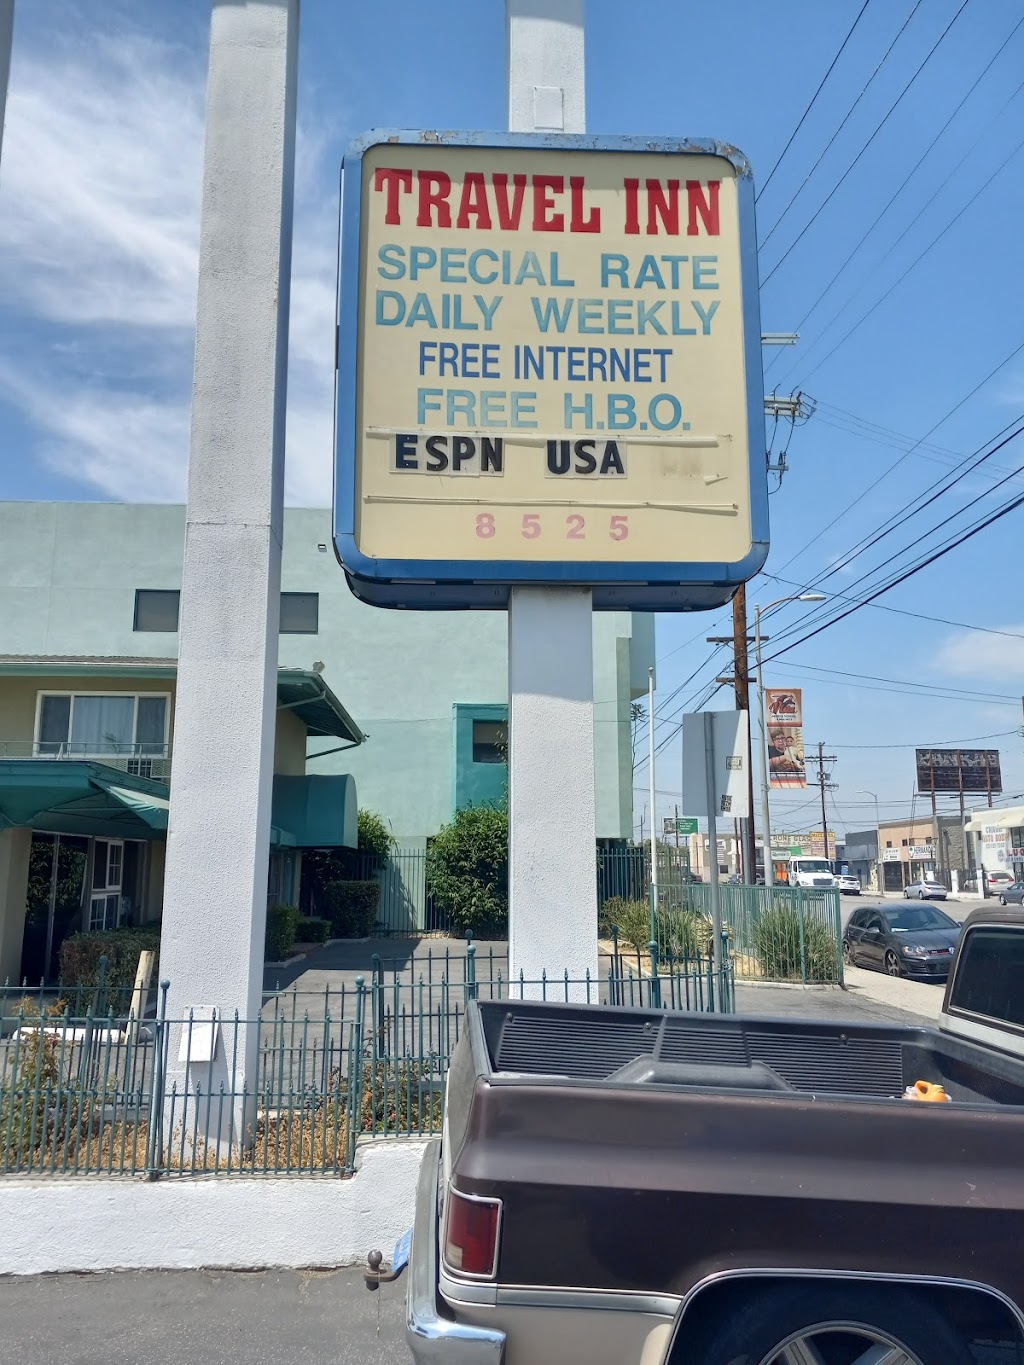 TRAVEL INN
SPECIAL RATE
DAILY WEEKLY
FREE INTERNET
FREE H.B.O.
ESPN USA
8525